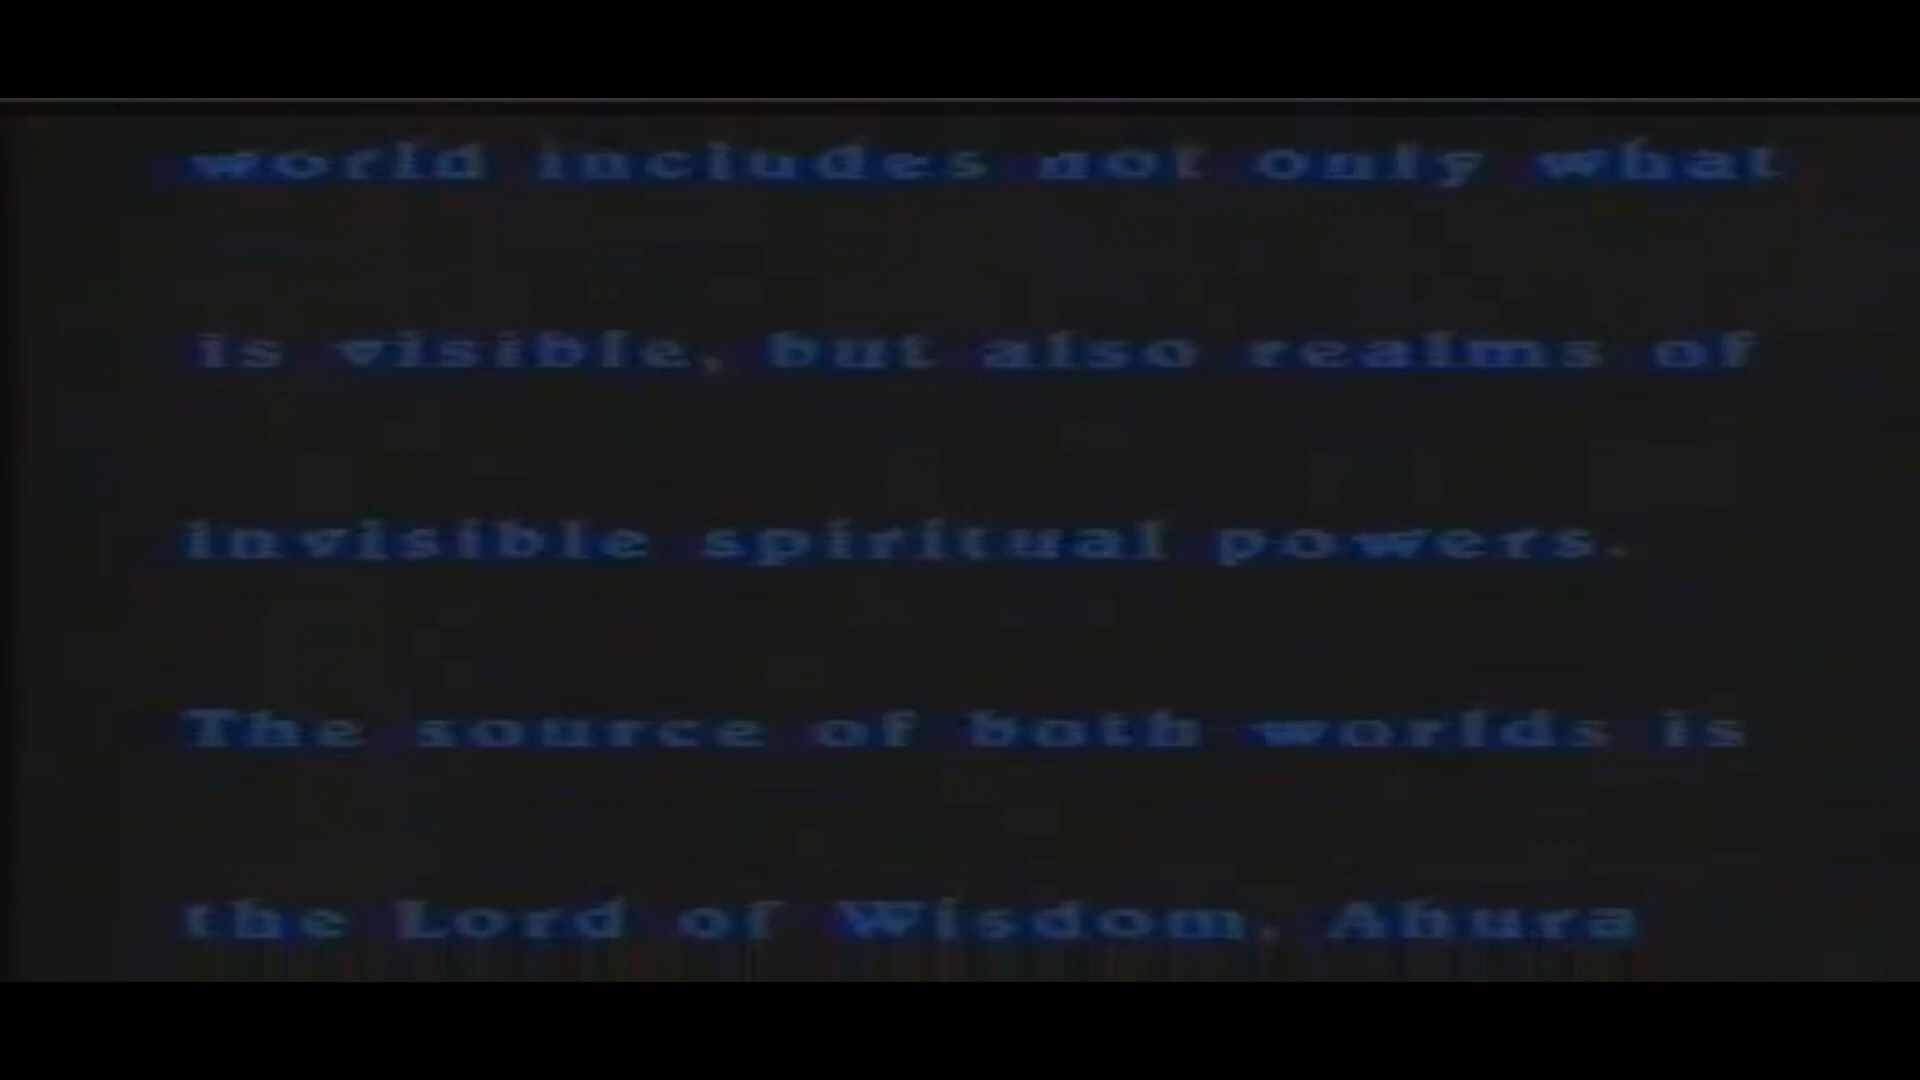 world includes not only what
is visible, but also realms of
invisible spiritual powers.
The source of both worlds is
the Lord of Wisdom, Ahura